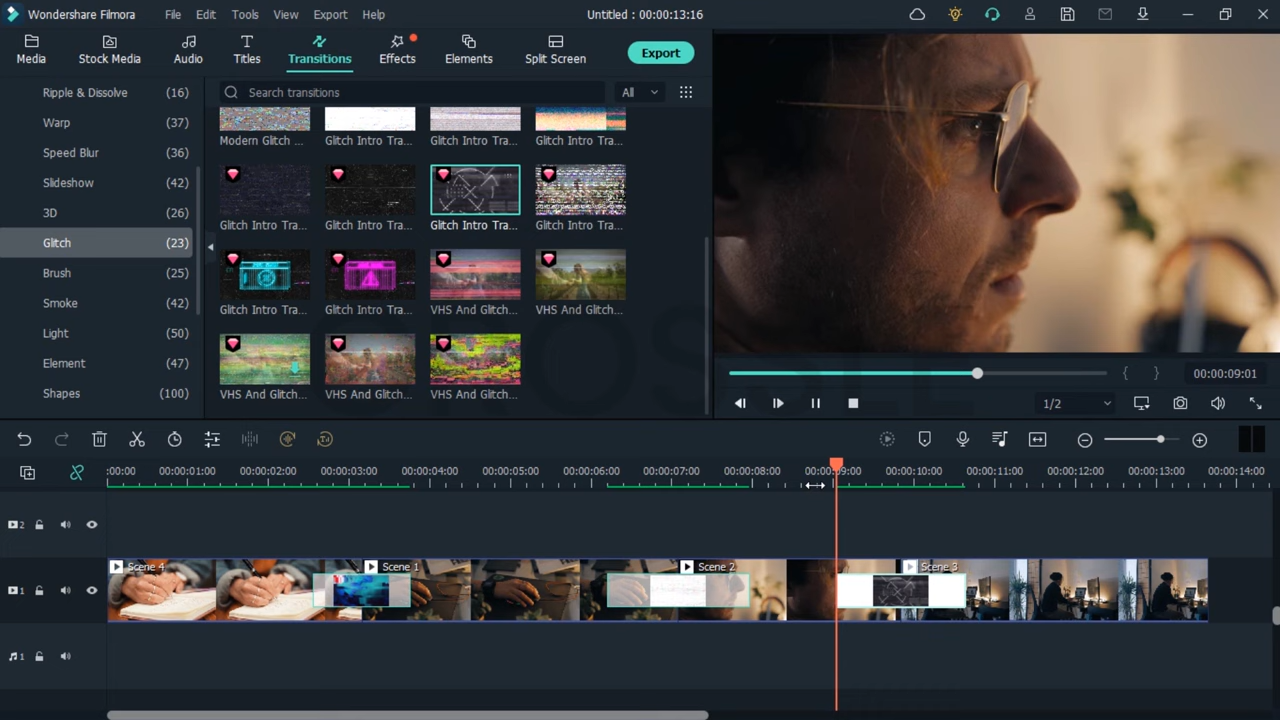 Wondershare Filmora File Edit Tools View Export Help Untitled : 00:00:13:16
Media Stock Media Audio Titles Transitions Effects Elements Split Screen Export
Ripple & Dissolve (16)
Warp (37)
Speed Blur (36)
Slideshow (42)
3D (26)
Glitch (23)
Brush (25)
Smoke (42)
Light (50)
Element (47)
Shapes (100)
Search transitions All
Modern Glitch ... Glitch Intro Tra... Glitch Intro Tra... Glitch Intro Tra...
Glitch Intro Tra... Glitch Intro Tra... Glitch Intro Tra... Glitch Intro Tra...
Glitch Intro Tra... Glitch Intro Tra... VHS And Glitch... VHS And Glitch...
VHS And Glitch... VHS And Glitch... VHS And Glitch...
00:00:09:01
1/2
:00:00 00:00:01:00 00:00:02:00 00:00:03:00 00:00:04:00 00:00:05:00 00:00:06:00 00:00:07:00 00:00:08:00 00:00:09:00 00:00:10:00 00:00:11:00 00:00:12:00 00:00:13:00 00:00:14:00
2
1 Scene 4 Scene 1 Scene 2 Scene 3
1